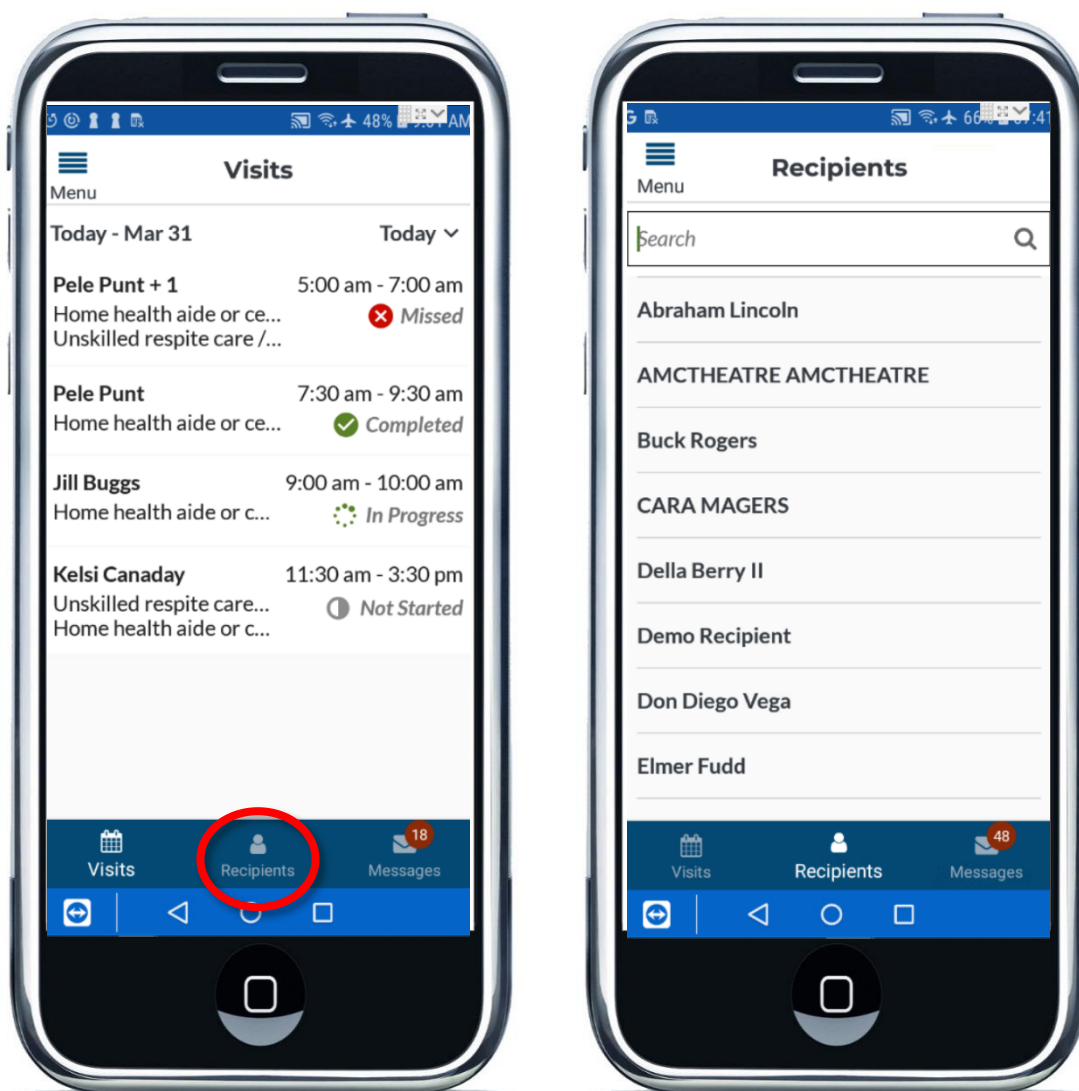 48%
AM
Menu
Visits
Today - Mar 31
Today
Pele Punt + 1
5:00 am - 7:00 am
Home health aide or ce...
Missed
Unskilled respite care /...
Pele Punt
7:30 am - 9:30 am
Home health aide or ce...
Completed
Jill Buggs
9:00 am - 10:00 am
Home health aide or c...
In Progress
Kelsi Canaday
11:30 am - 3:30 pm
Unskilled respite care...
Not Started
Home health aide or c...
18
Visits
Recipients
Messages
G
66%
Menu
Recipients
Search
Abraham Lincoln
AMCTHEATRE AMCTHEATRE
Buck Rogers
CARA MAGERS
Della Berry II
Demo Recipient
Don Diego Vega
Elmer Fudd
48
Visits
Recipients
Messages